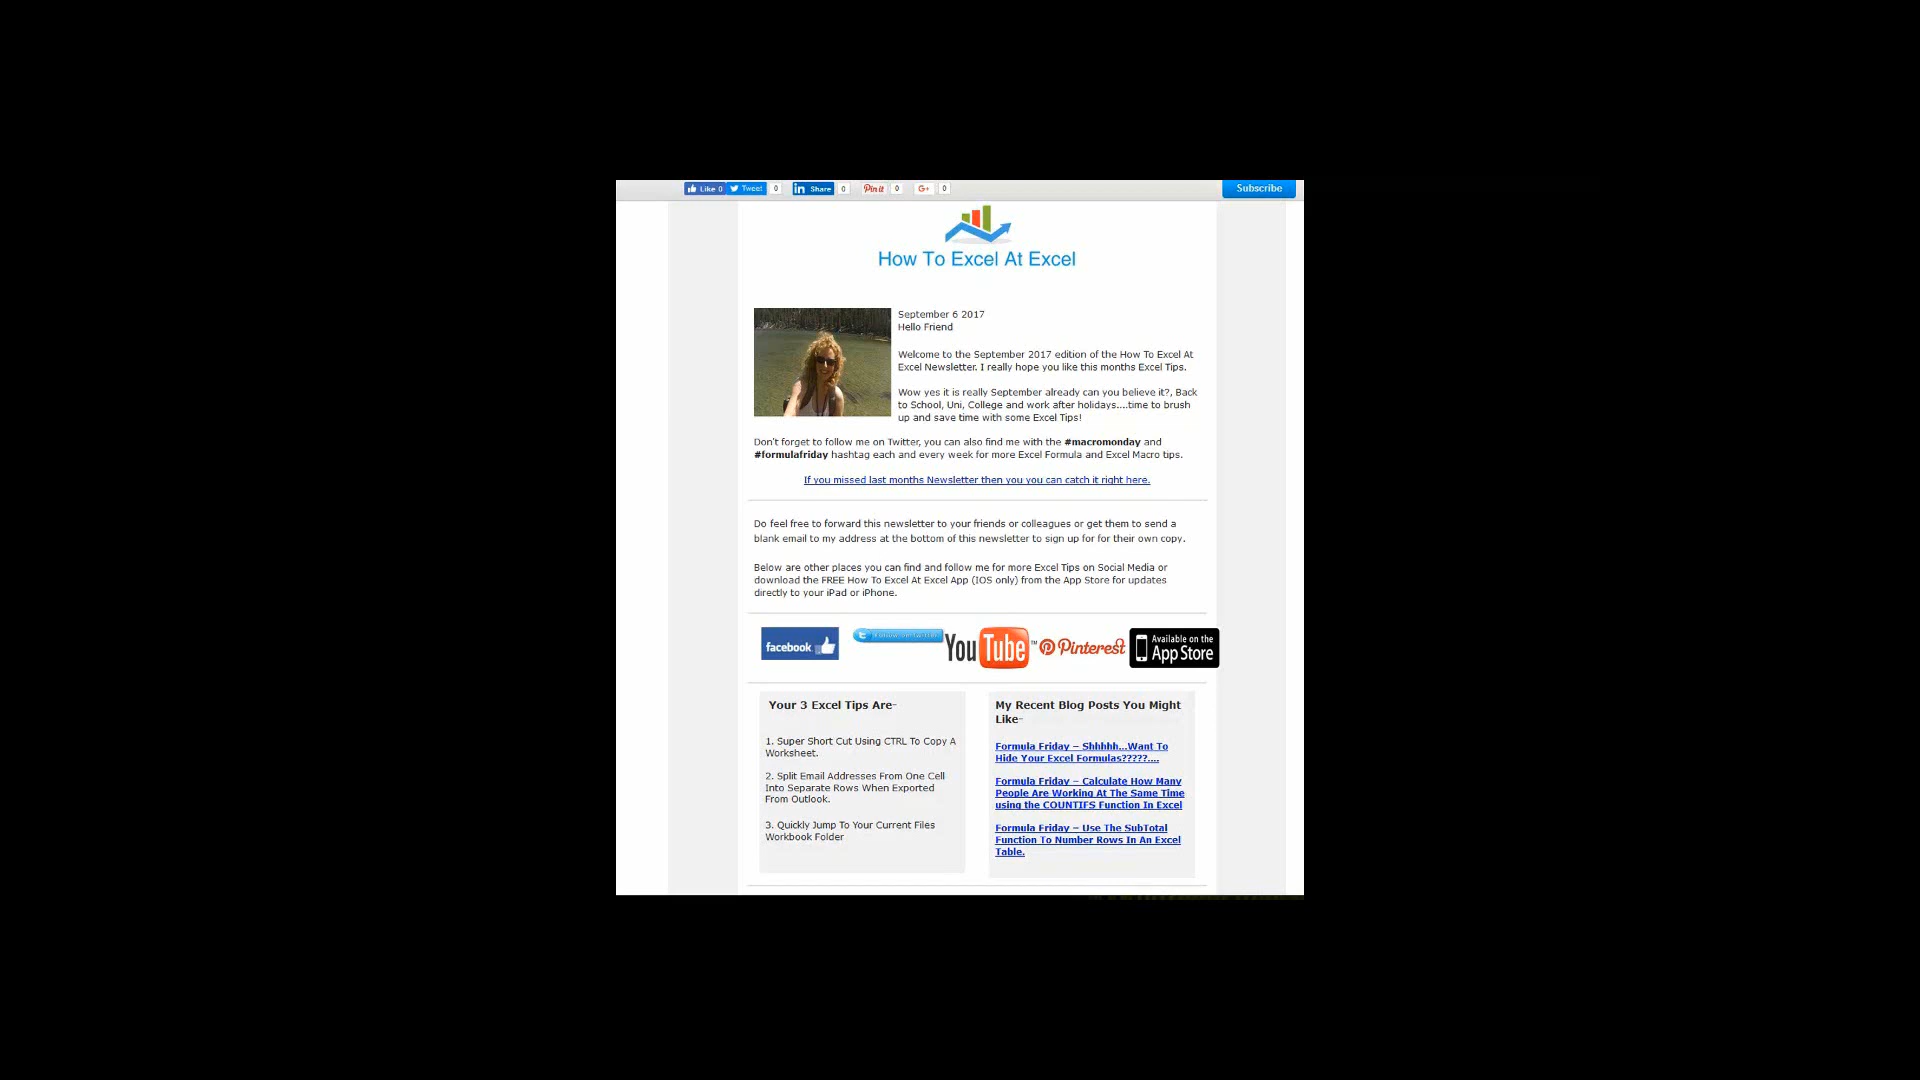 Like 0 Tweet 0 in Share 0 Pin it 0 G+ 0 Subscribe
How To Excel At Excel
September 6 2017
Hello Friend
Welcome to the September 2017 edition of the How To Excel At
Excel Newsletter. I really hope you like this months Excel Tips.
Wow yes it is really September already can you believe it?, Back
to School, Uni, College and work after holidays....time to brush
up and save time with some Excel Tips!
Don't forget to follow me on Twitter, you can also find me with the #macromonday and
#formulafriday hashtag each and every week for more Excel Formula and Excel Macro tips.
If you missed last months Newsletter then you you can catch it right here.
Do feel free to forward this newsletter to your friends or colleagues or get them to send a
blank email to my address at the bottom of this newsletter to sign up for for their own copy.
Below are other places you can find and follow me for more Excel Tips on Social Media or
download the FREE How To Excel At Excel App (IOS only) from the App Store for updates
directly to your iPad or iPhone.
facebook
YouTube™
Pinterest
Available on the
App Store
Your 3 Excel Tips Are-
1. Super Short Cut Using CTRL To Copy A
Worksheet.
2. Split Email Addresses From One Cell
Into Separate Rows When Exported
From Outlook.
3. Quickly Jump To Your Current Files
Workbook Folder
My Recent Blog Posts You Might
Like-
Formula Friday – Shhhhh...Want To
Hide Your Excel Formulas?????....
Formula Friday – Calculate How Many
People Are Working At The Same Time
using the COUNTIFS Function In Excel
Formula Friday – Use The SubTotal
Function To Number Rows In An Excel
Table.